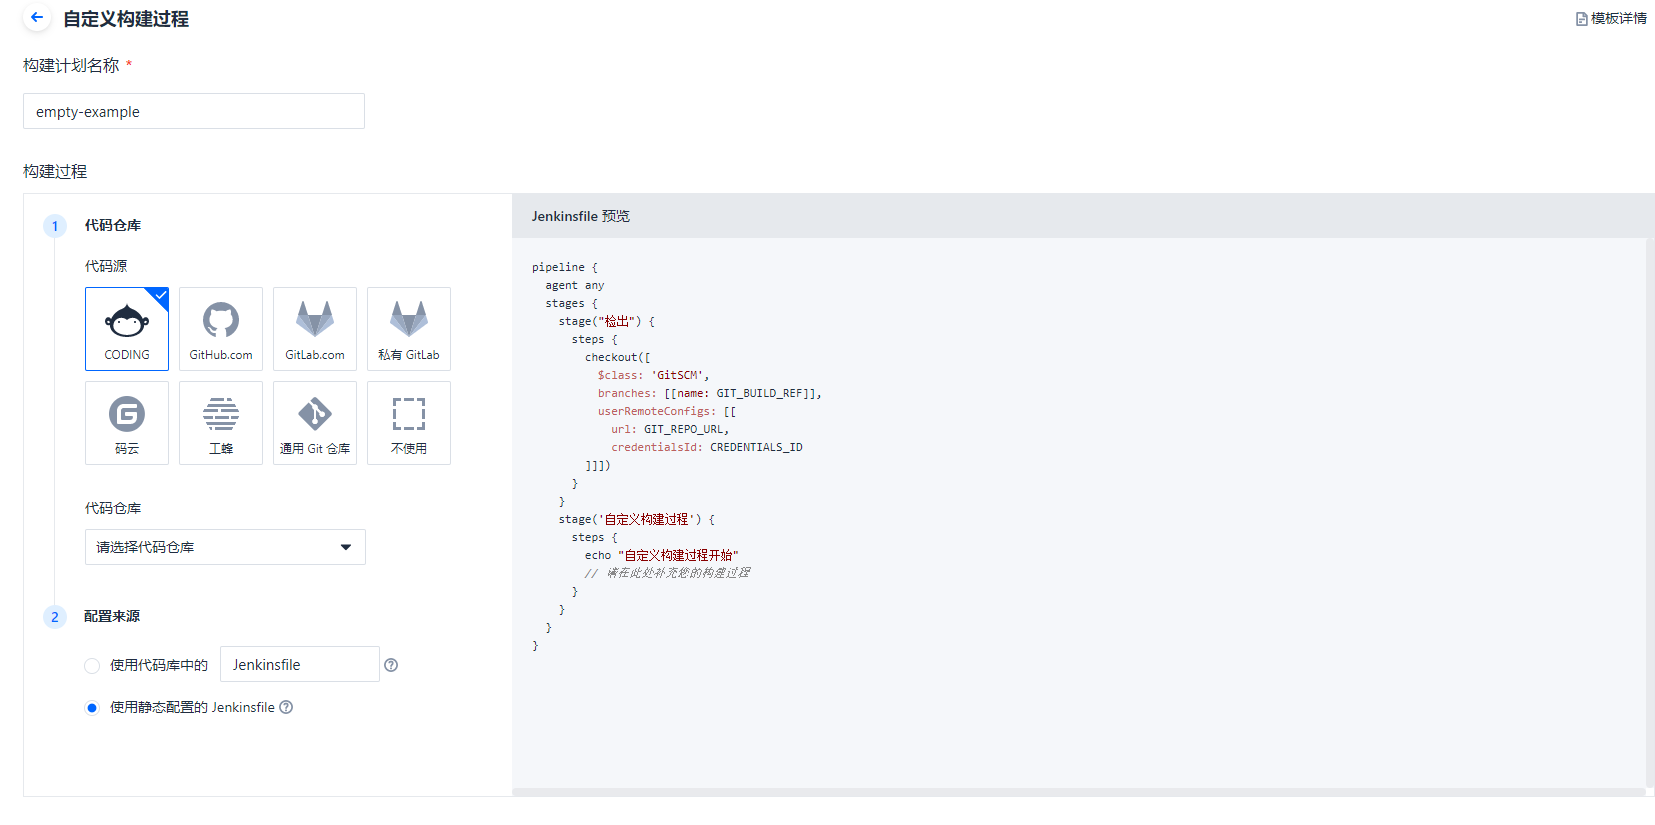 自定义构建过程
模板详情
构建计划名称 *
empty-example
构建过程
1 代码仓库
代码源
CODING
GitHub.com
GitLab.com
私有 GitLab
码云
工蜂
通用 Git 仓库
不使用
代码仓库
请选择代码仓库
2 配置来源
使用代码库中的 Jenkinsfile
使用静态配置的 Jenkinsfile
Jenkinsfile 预览
pipeline {
  agent any
  stages {
    stage("检出") {
      steps {
        checkout([
          $class: 'GitSCM',
          branches: [[name: GIT_BUILD_REF]],
          userRemoteConfigs: [[
            url: GIT_REPO_URL,
            credentialsId: CREDENTIALS_ID
        ]]])
      }
    }
    stage('自定义构建过程') {
      steps {
        echo "自定义构建过程开始"
        // 请在此处补充您的构建过程
      }
    }
  }
}